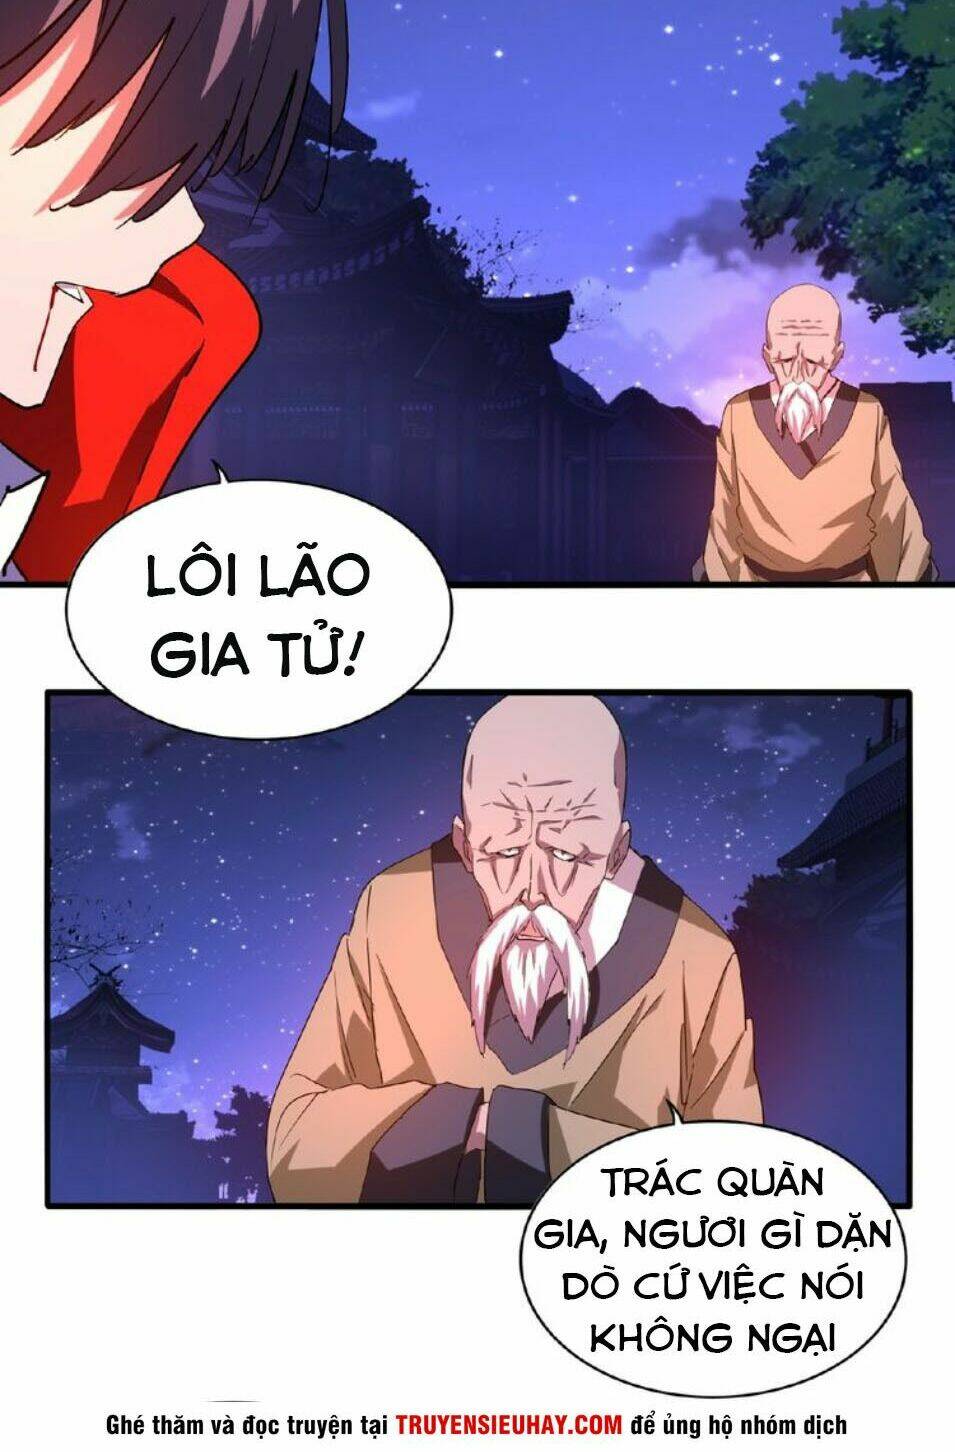 LÔI LÃO
GIA TỬ!
TRÁC QUÀN
GIA, NGƯƠI GÌ DẶN
DÒ CỨ VIỆC NÓI
KHÔNG NGẠI
Ghé thăm và đọc truyện tại TRUYENSIEUHAY.COM để ủng hộ nhóm dịch